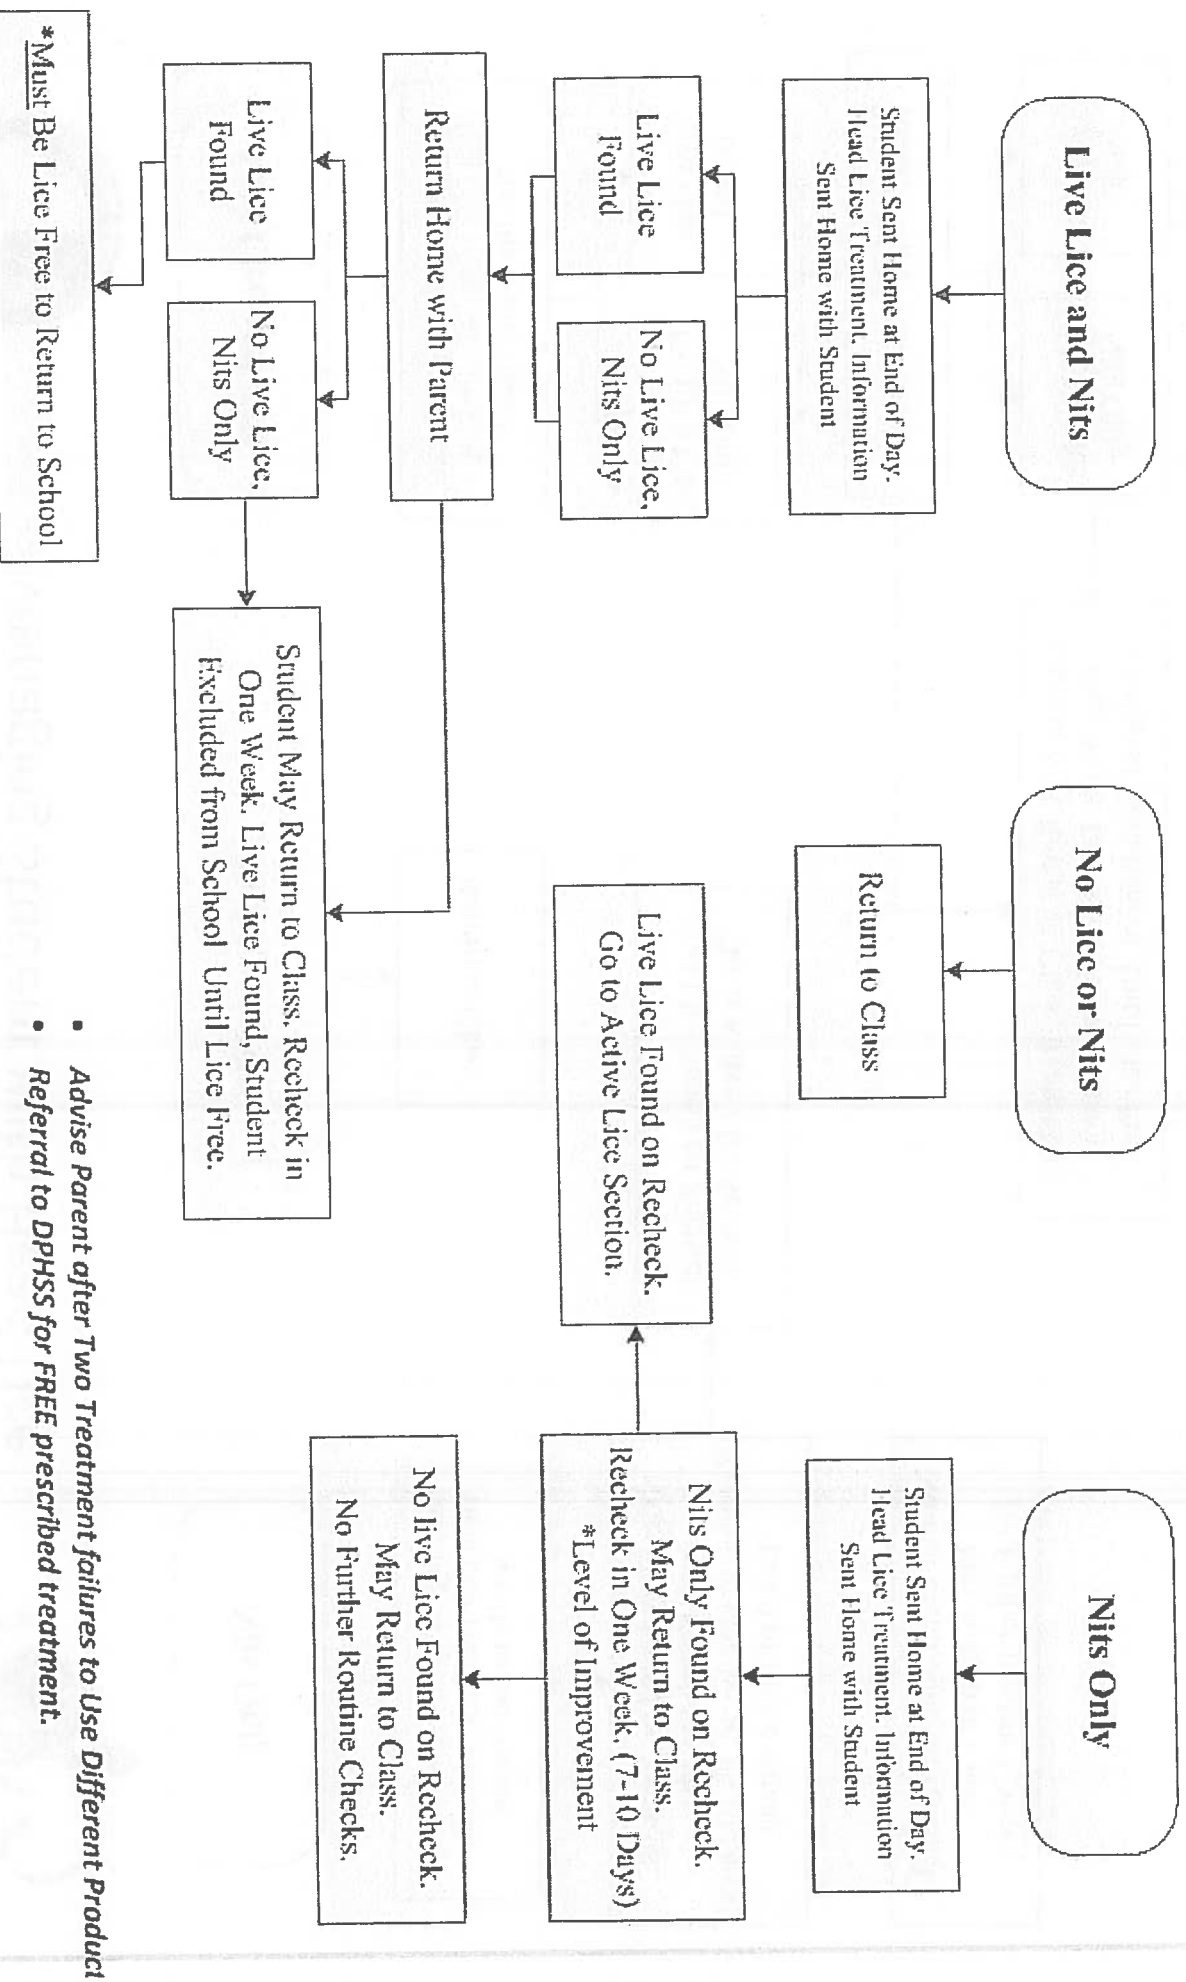 Live Lice and Nits
Student Sent Home at End of Day.
Head Lice Treatment. Information
Sent Home with Student
Live Lice
Found
No Live Lice,
Nits Only
Return Home with Parent
Live Lice
Found
No Live Lice,
Nits Only
*Must Be Lice Free to Return to School
Student May Return to Class. Recheck in
One Week. Live Lice Found, Student
Excluded from School Until Lice Free.
No Lice or Nits
Return to Class
Live Lice Found on Recheck.
Go to Active Lice Section.
Nits Only
Student Sent Home at End of Day.
Head Lice Treatment. Information
Sent Home with Student
Nits Only Found on Recheck.
May Return to Class.
Recheck in One Week. (7-10 Days)
*Level of Improvement
No live Lice Found on Recheck.
May Return to Class.
No Further Routine Checks.
• Advise Parent after Two Treatment failures to Use Different Product
• Referral to DPHSS for FREE prescribed treatment.